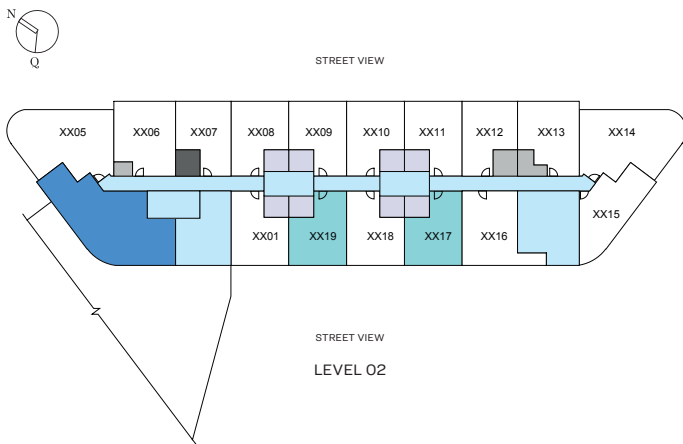 N
Q
STREET VIEW
XX05 XX06 XX07 XX08 XX09 XX10 XX11 XX12 XX13 XX14
XX15
XX01 XX19 XX18 XX17 XX16
STREET VIEW
LEVEL 02